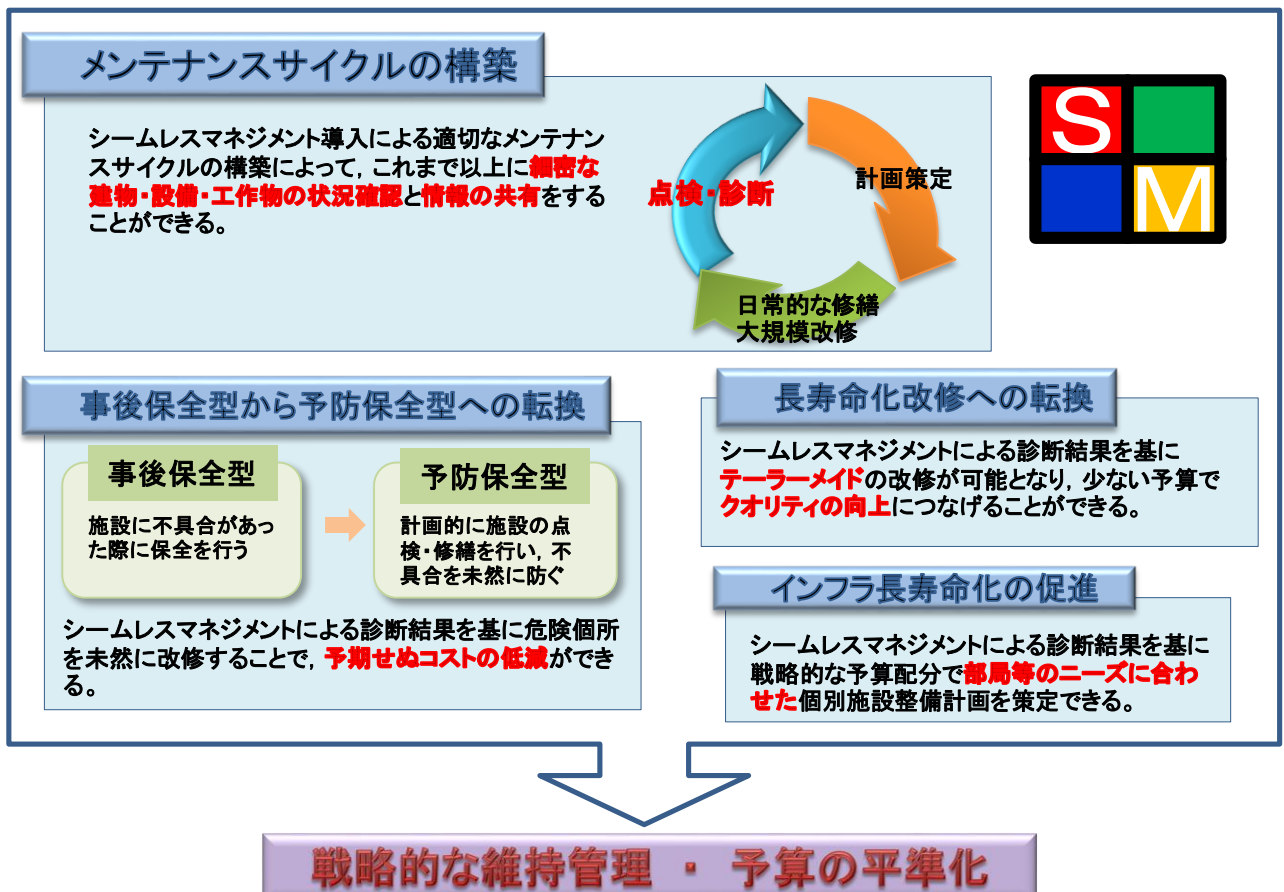 メンテナンスサイクルの構築
シームレスマネジメント導入による適切なメンテナン
スサイクルの構築によって，これまで以上に細密な
建物・設備・工作物の状況確認と情報の共有をする
ことができる。
点検・診断
計画策定
日常的な修繕
大規模改修
S
M
事後保全型から予防保全型への転換
事後保全型
施設に不具合があっ
た際に保全を行う
予防保全型
計画的に施設の点
検・修繕を行い，不
具合を未然に防ぐ
シームレスマネジメントによる診断結果を基に危険個所
を未然に改修することで，予期せぬコストの低減ができ
る。
長寿命化改修への転換
シームレスマネジメントによる診断結果を基に
テーラーメイドの改修が可能となり，少ない予算で
クオリティの向上につなげることができる。
インフラ長寿命化の促進
シームレスマネジメントによる診断結果を基に
戦略的な予算配分で部局等のニーズに合わ
せた個別施設整備計画を策定できる。
戦略的な維持管理 ・ 予算の平準化